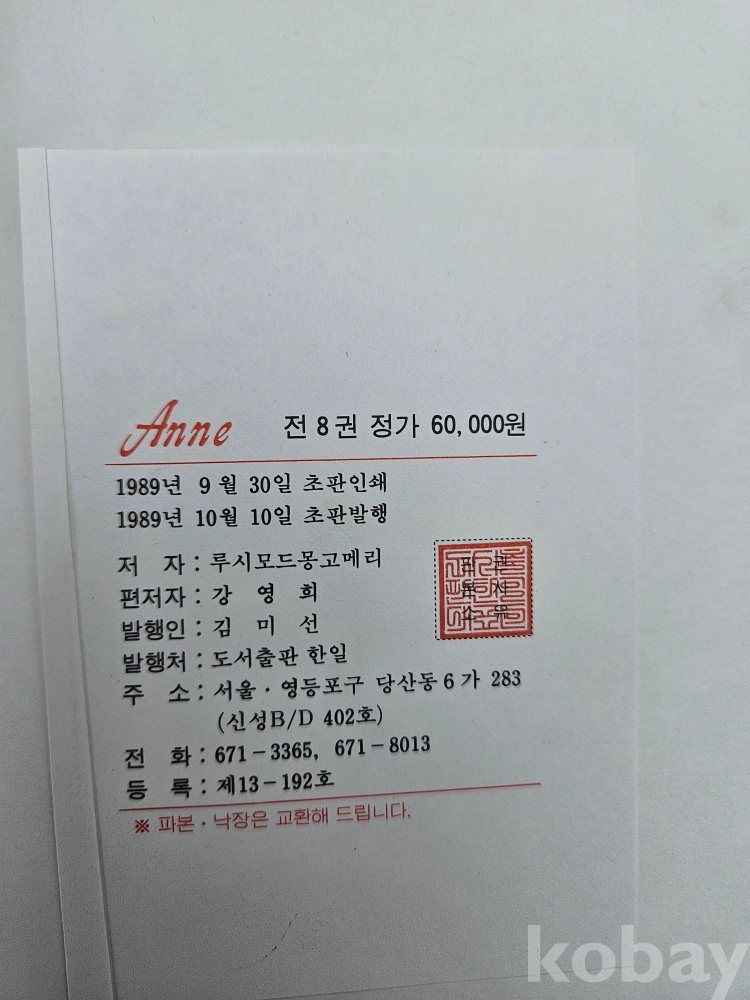 Anne 전 8 권 정가 60,000원
1989년 9 월 30일 초판인쇄
1989년 10월 10일 초판발행
저 자 : 루시모드몽고메리
편저자 : 강 영 희
발행인 : 김 미 선
발행처 : 도서출판 한일
주 소 : 서울 · 영등포구 당산동 6 가 283
(신성B/D 402호)
전 화 : 671-3365, 671-8013
등 록 : 제13-192호
※ 파본 · 낙장은 교환해 드립니다.
kobay